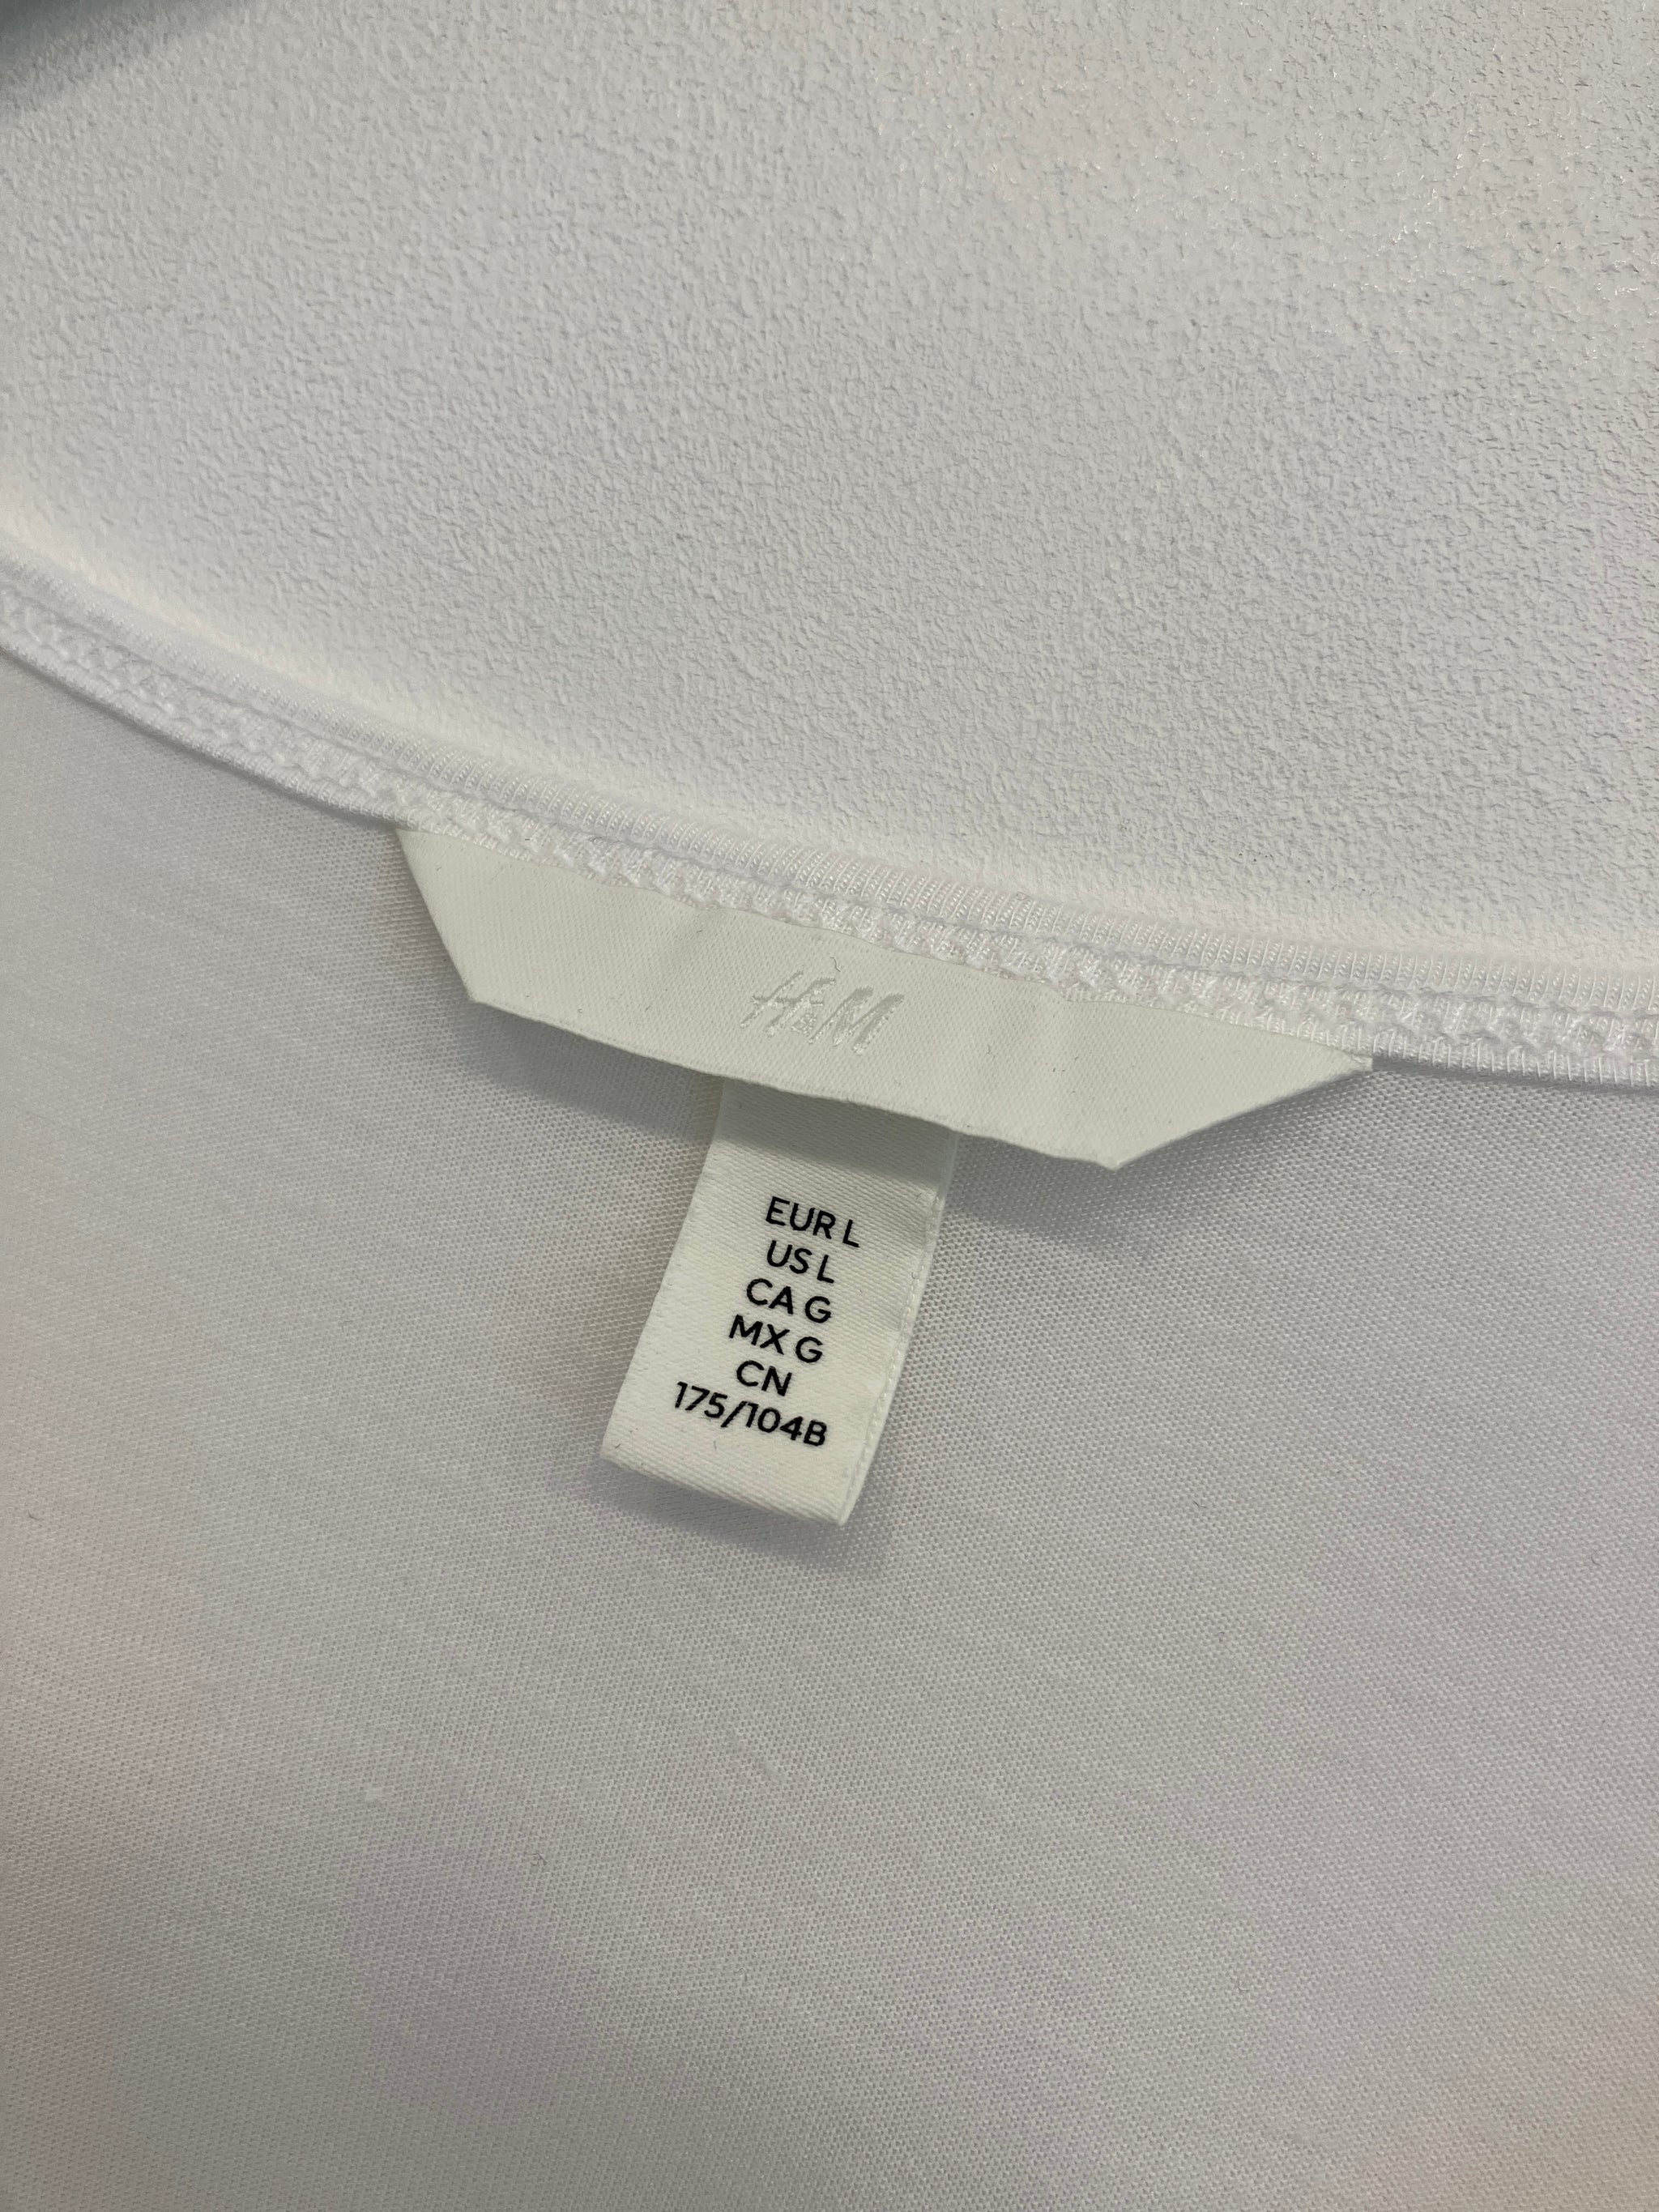 H&M
EUR L
US L
CA G
MX G
CN
175/104B